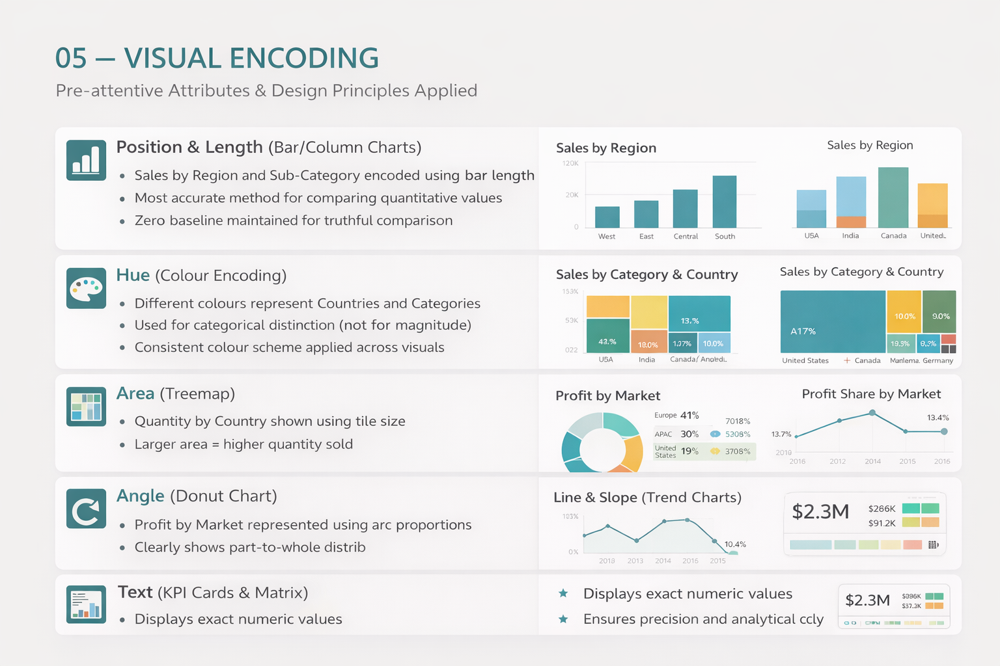 05 — VISUAL ENCODING
Pre-attentive Attributes & Design Principles Applied
Position & Length (Bar/Column Charts)
• Sales by Region and Sub-Category encoded using bar length
• Most accurate method for comparing quantitative values
• Zero baseline maintained for truthful comparison
Sales by Region
120K
20K
0
West East Central South
Sales by Region
USA India Canada United
Hue (Colour Encoding)
• Different colours represent Countries and Categories
• Used for categorical distinction (not for magnitude)
• Consistent colour scheme applied across visuals
Sales by Category & Country
153%
53K
022
13.%
43.% 18.0% 1.37% 10.0%
USA India Canada/
Sales by Category & Country
A17% 10.0% 9.0%
19.5% 9.3%
United States + Canada Germany
Area (Treemap)
• Quantity by Country shown using tile size
• Larger area = higher quantity sold
Profit by Market
Europe 41% 7018%
APAC 30% 5308%
United States 19% 3708%
Profit Share by Market
13.4%
13.7%
2019
2016 2012 2014 2015 2016
Angle (Donut Chart)
• Profit by Market represented using arc proportions
• Clearly shows part-to-whole distrib
Line & Slope (Trend Charts)
103%
10.4%
0%
2019 2013 2014 2016 2015
$2.3M $266K
$91.2K
Text (KPI Cards & Matrix)
• Displays exact numeric values
★ Displays exact numeric values
★ Ensures precision and analytical ccly
$2.3M $396K
$37.3K